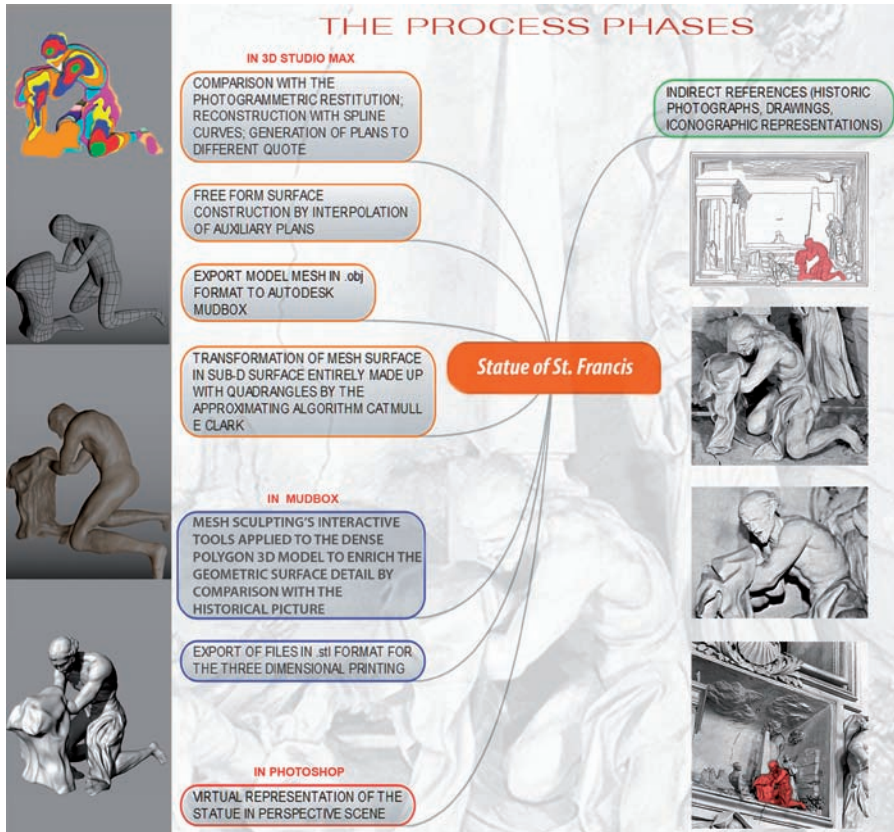 THE PROCESS PHASES
IN 3D STUDIO MAX
COMPARISON WITH THE
PHOTOGRAMMETRIC RESTITUTION;
RECONSTRUCTION WITH SPLINE
CURVES; GENERATION OF PLANS TO
DIFFERENT QUOTE
FREE FORM SURFACE
CONSTRUCTION BY INTERPOLATION
OF AUXILIARY PLANS
EXPORT MODEL MESH IN .obj
FORMAT TO AUTODESK
MUDBOX
TRANSFORMATION OF MESH SURFACE
IN SUB-D SURFACE ENTIRELY MADE UP
WITH QUADRANGLES BY THE
APPROXIMATING ALGORITHM CATMULL
E CLARK
IN MUDBOX
MESH SCULPTING'S INTERACTIVE
TOOLS APPLIED TO THE DENSE
POLYGON 3D MODEL TO ENRICH THE
GEOMETRIC SURFACE DETAIL BY
COMPARISON WITH THE
HISTORICAL PICTURE
EXPORT OF FILES IN .stl FORMAT FOR
THE THREE DIMENSIONAL PRINTING
IN PHOTOSHOP
VIRTUAL REPRESENTATION OF THE
STATUE IN PERSPECTIVE SCENE
Statue of St. Francis
INDIRECT REFERENCES (HISTORIC
PHOTOGRAPHS, DRAWINGS,
ICONOGRAPHIC REPRESENTATIONS)